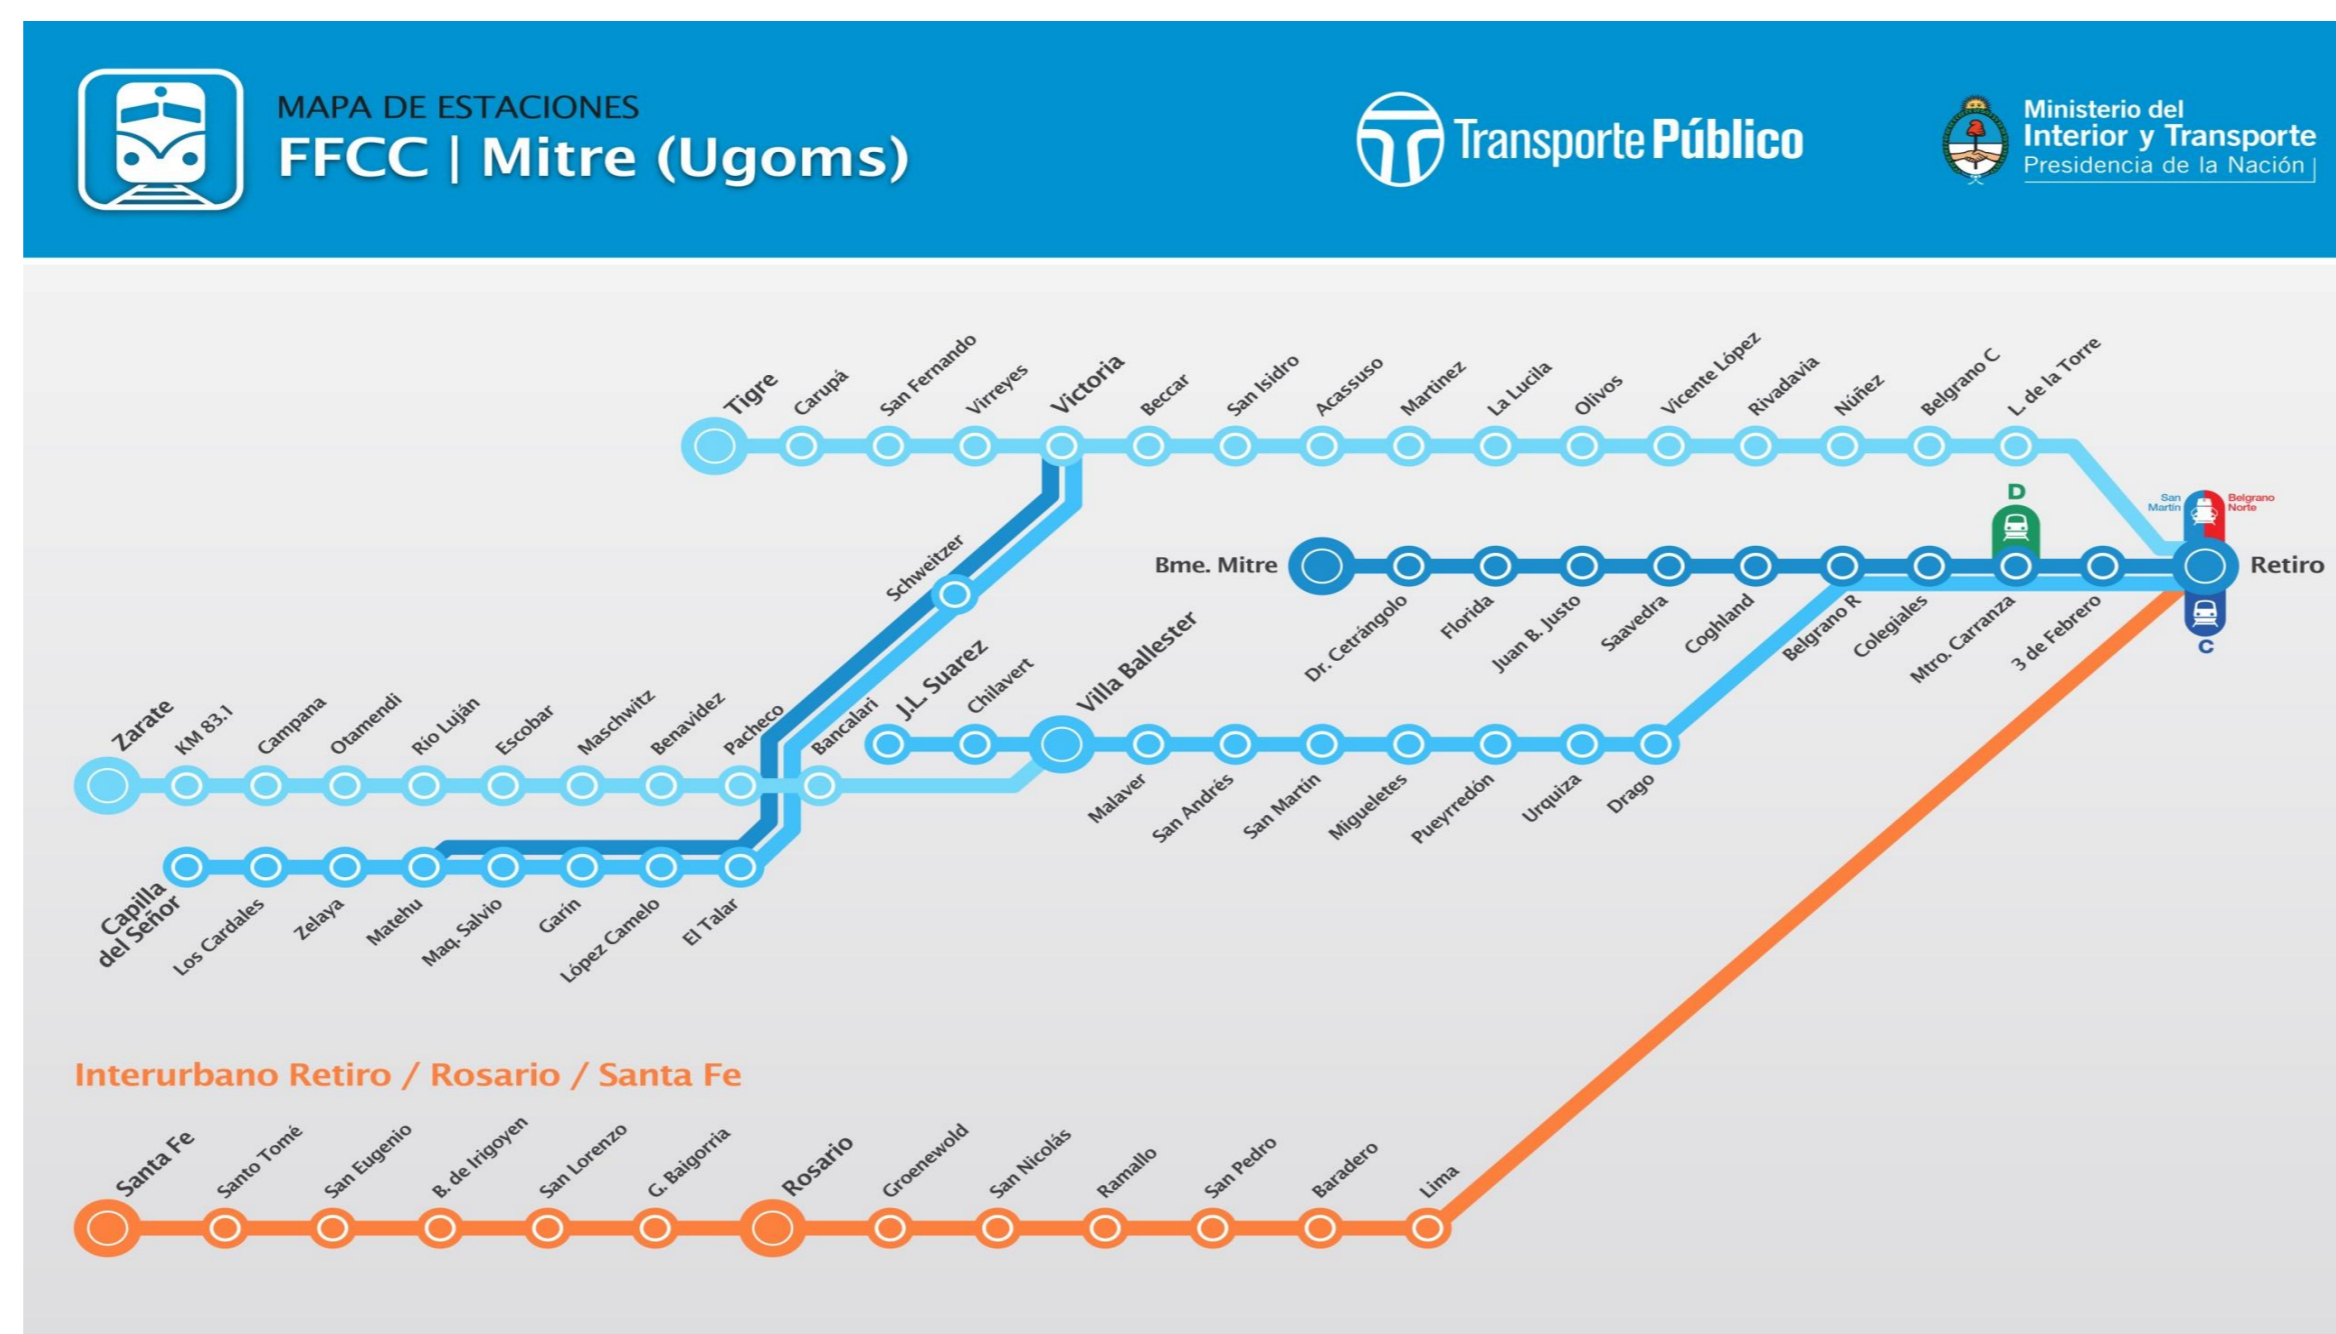 MAPA DE ESTACIONES
FFCC | Mitre (Ugoms)
Transporte Público
Ministerio del
Interior y Transporte
Presidencia de la Nación
Tigre
Carupá
San Fernando
Virreyes
Victoria
Beccar
San Isidro
Acassuso
Martinez
La Lucila
Olivos
Vicente López
Rivadavia
Núñez
Belgrano C
L. de la Torre
D
San
Martín
Belgrano
Norte
Bme. Mitre
Retiro
C
Dr. Cetrángolo
Florida
Juan B. Justo
Saavedra
Coghland
Belgrano R
Colegiales
Mtro. Carranza
3 de Febrero
Schweitzer
J.L. Suarez
Chilavert
Villa Ballester
Malaver
San Andrés
San Martín
Migueletes
Pueyrredón
Urquiza
Drago
Zarate
KM 83.1
Campana
Otamendi
Río Luján
Escobar
Maschwitz
Benavidez
Pacheco
Bancalari
Capilla
del Señor
Los Cardales
Zelaya
Matehu
Maq. Salvio
Garín
López Camelo
El Talar
Interurbano Retiro / Rosario / Santa Fe
Santa Fe
Santo Tomé
San Eugenio
B. de Irigoyen
San Lorenzo
G. Baigorria
Rosario
Groenewold
San Nicolás
Ramallo
San Pedro
Baradero
Lima